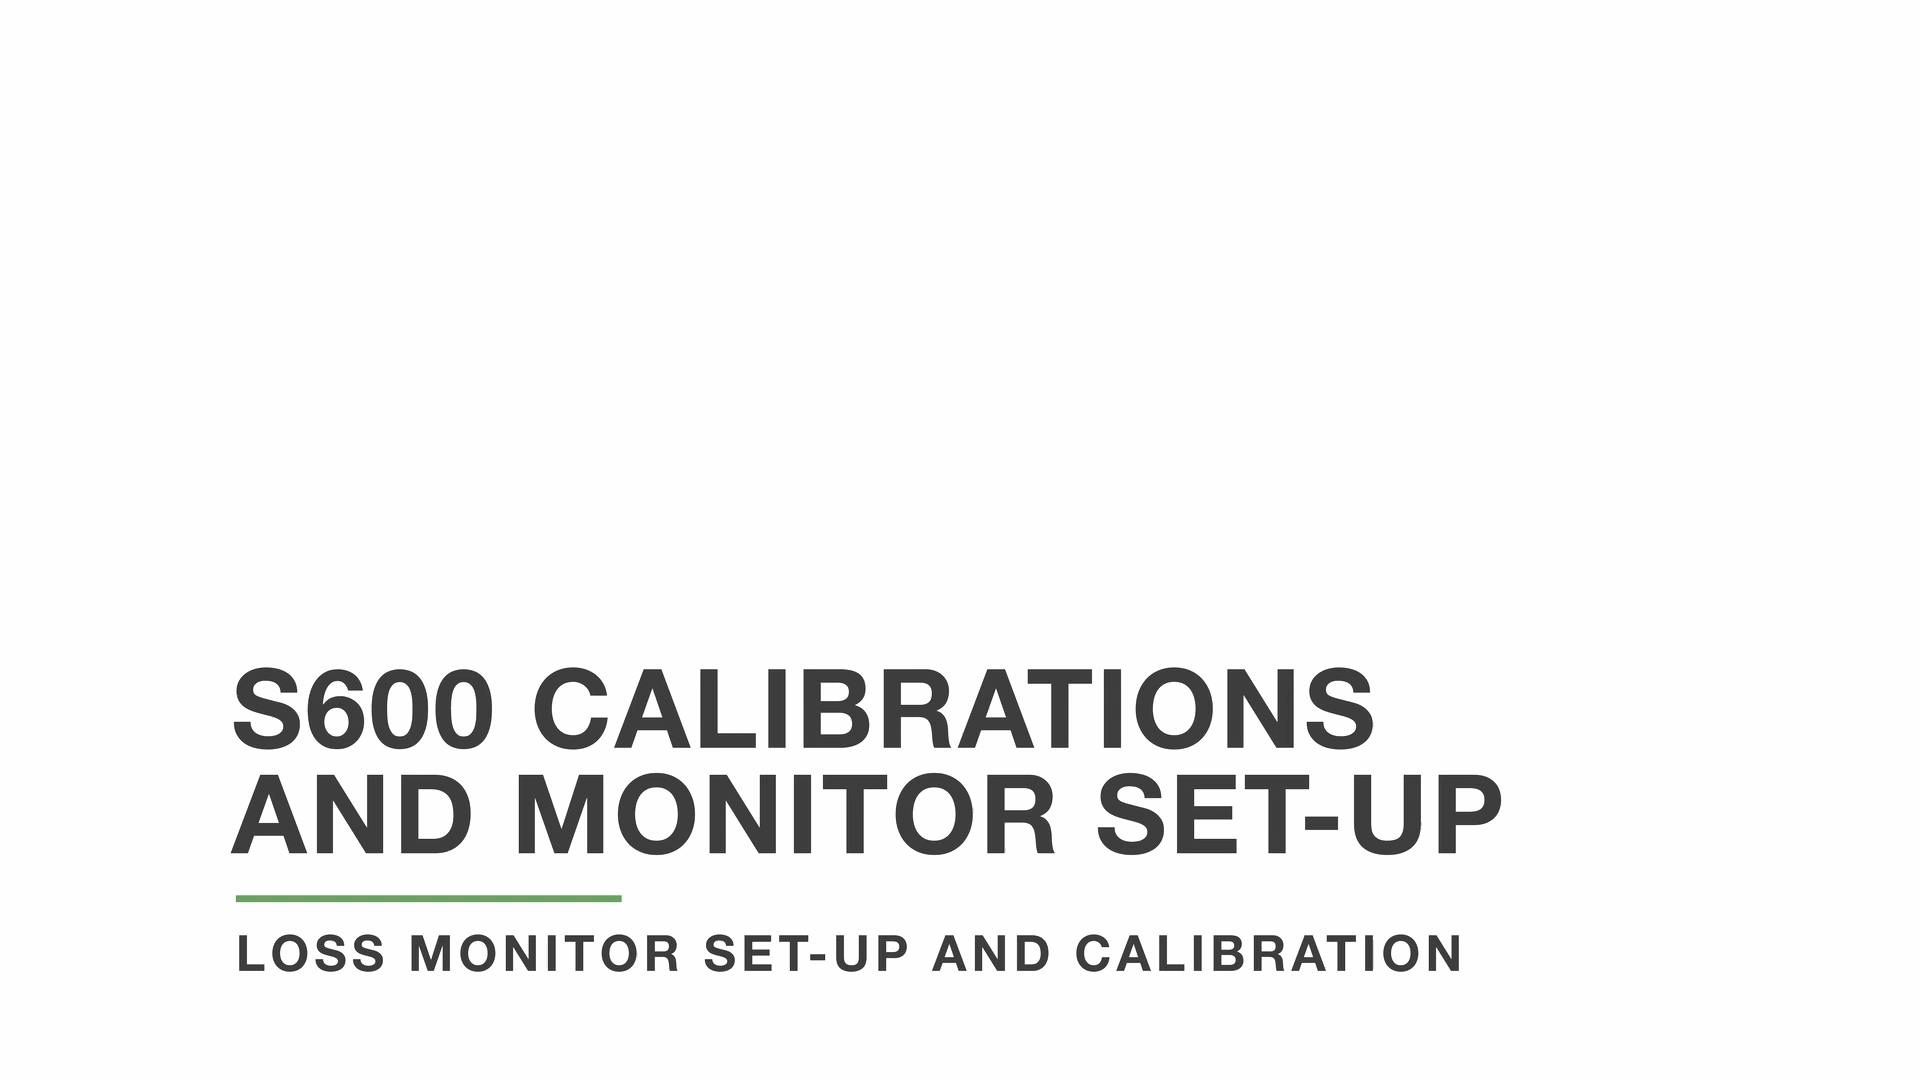 S600 CALIBRATIONS
AND MONITOR SET-UP
LOSS MONITOR SET-UP AND CALIBRATION